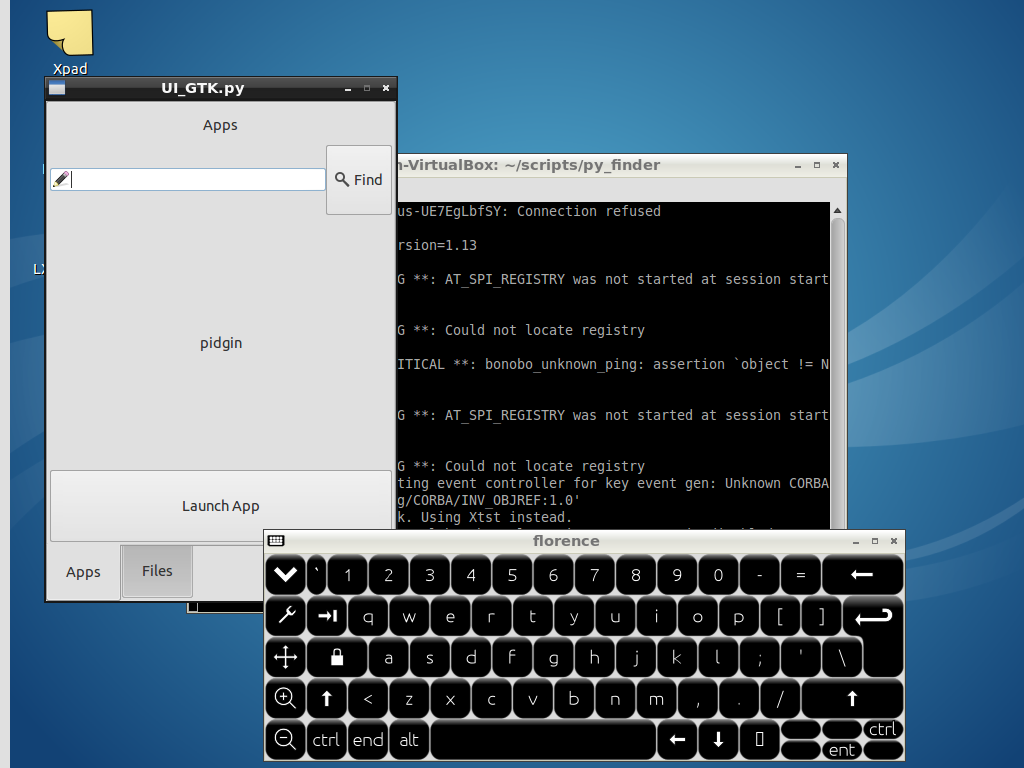 Xpad
UI_GTK.py
Apps
Find
pidgin
Launch App
Apps
Files
n-VirtualBox: ~/scripts/py_finder
us-UE7EgLbfSY: Connection refused
rsion=1.13
G **: AT_SPI_REGISTRY was not started at session start
G **: Could not locate registry
ITICAL **: bonobo_unknown_ping: assertion `object != N
G **: AT_SPI_REGISTRY was not started at session start
G **: Could not locate registry
ting event controller for key event gen: Unknown CORBA
g/CORBA/INV_OBJREF:1.0'
k. Using Xtst instead.
florence
` 1 2 3 4 5 6 7 8 9 0 - =
q w e r t y u i o p [ ]
a s d f g h j k l ; ' \
< z x c v b n m , . /
ctrl end alt ctrl
ent